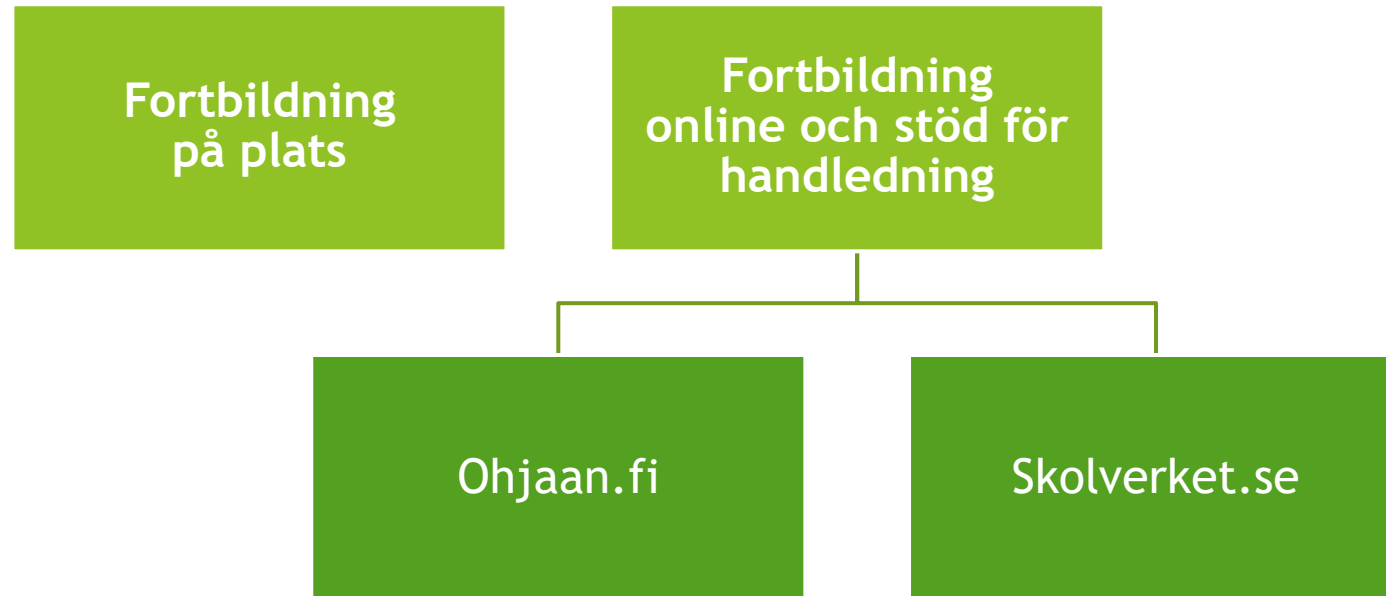 Fortbildning
på plats
Fortbildning
online och stöd för
handledning
Ohjaan.fi
Skolverket.se